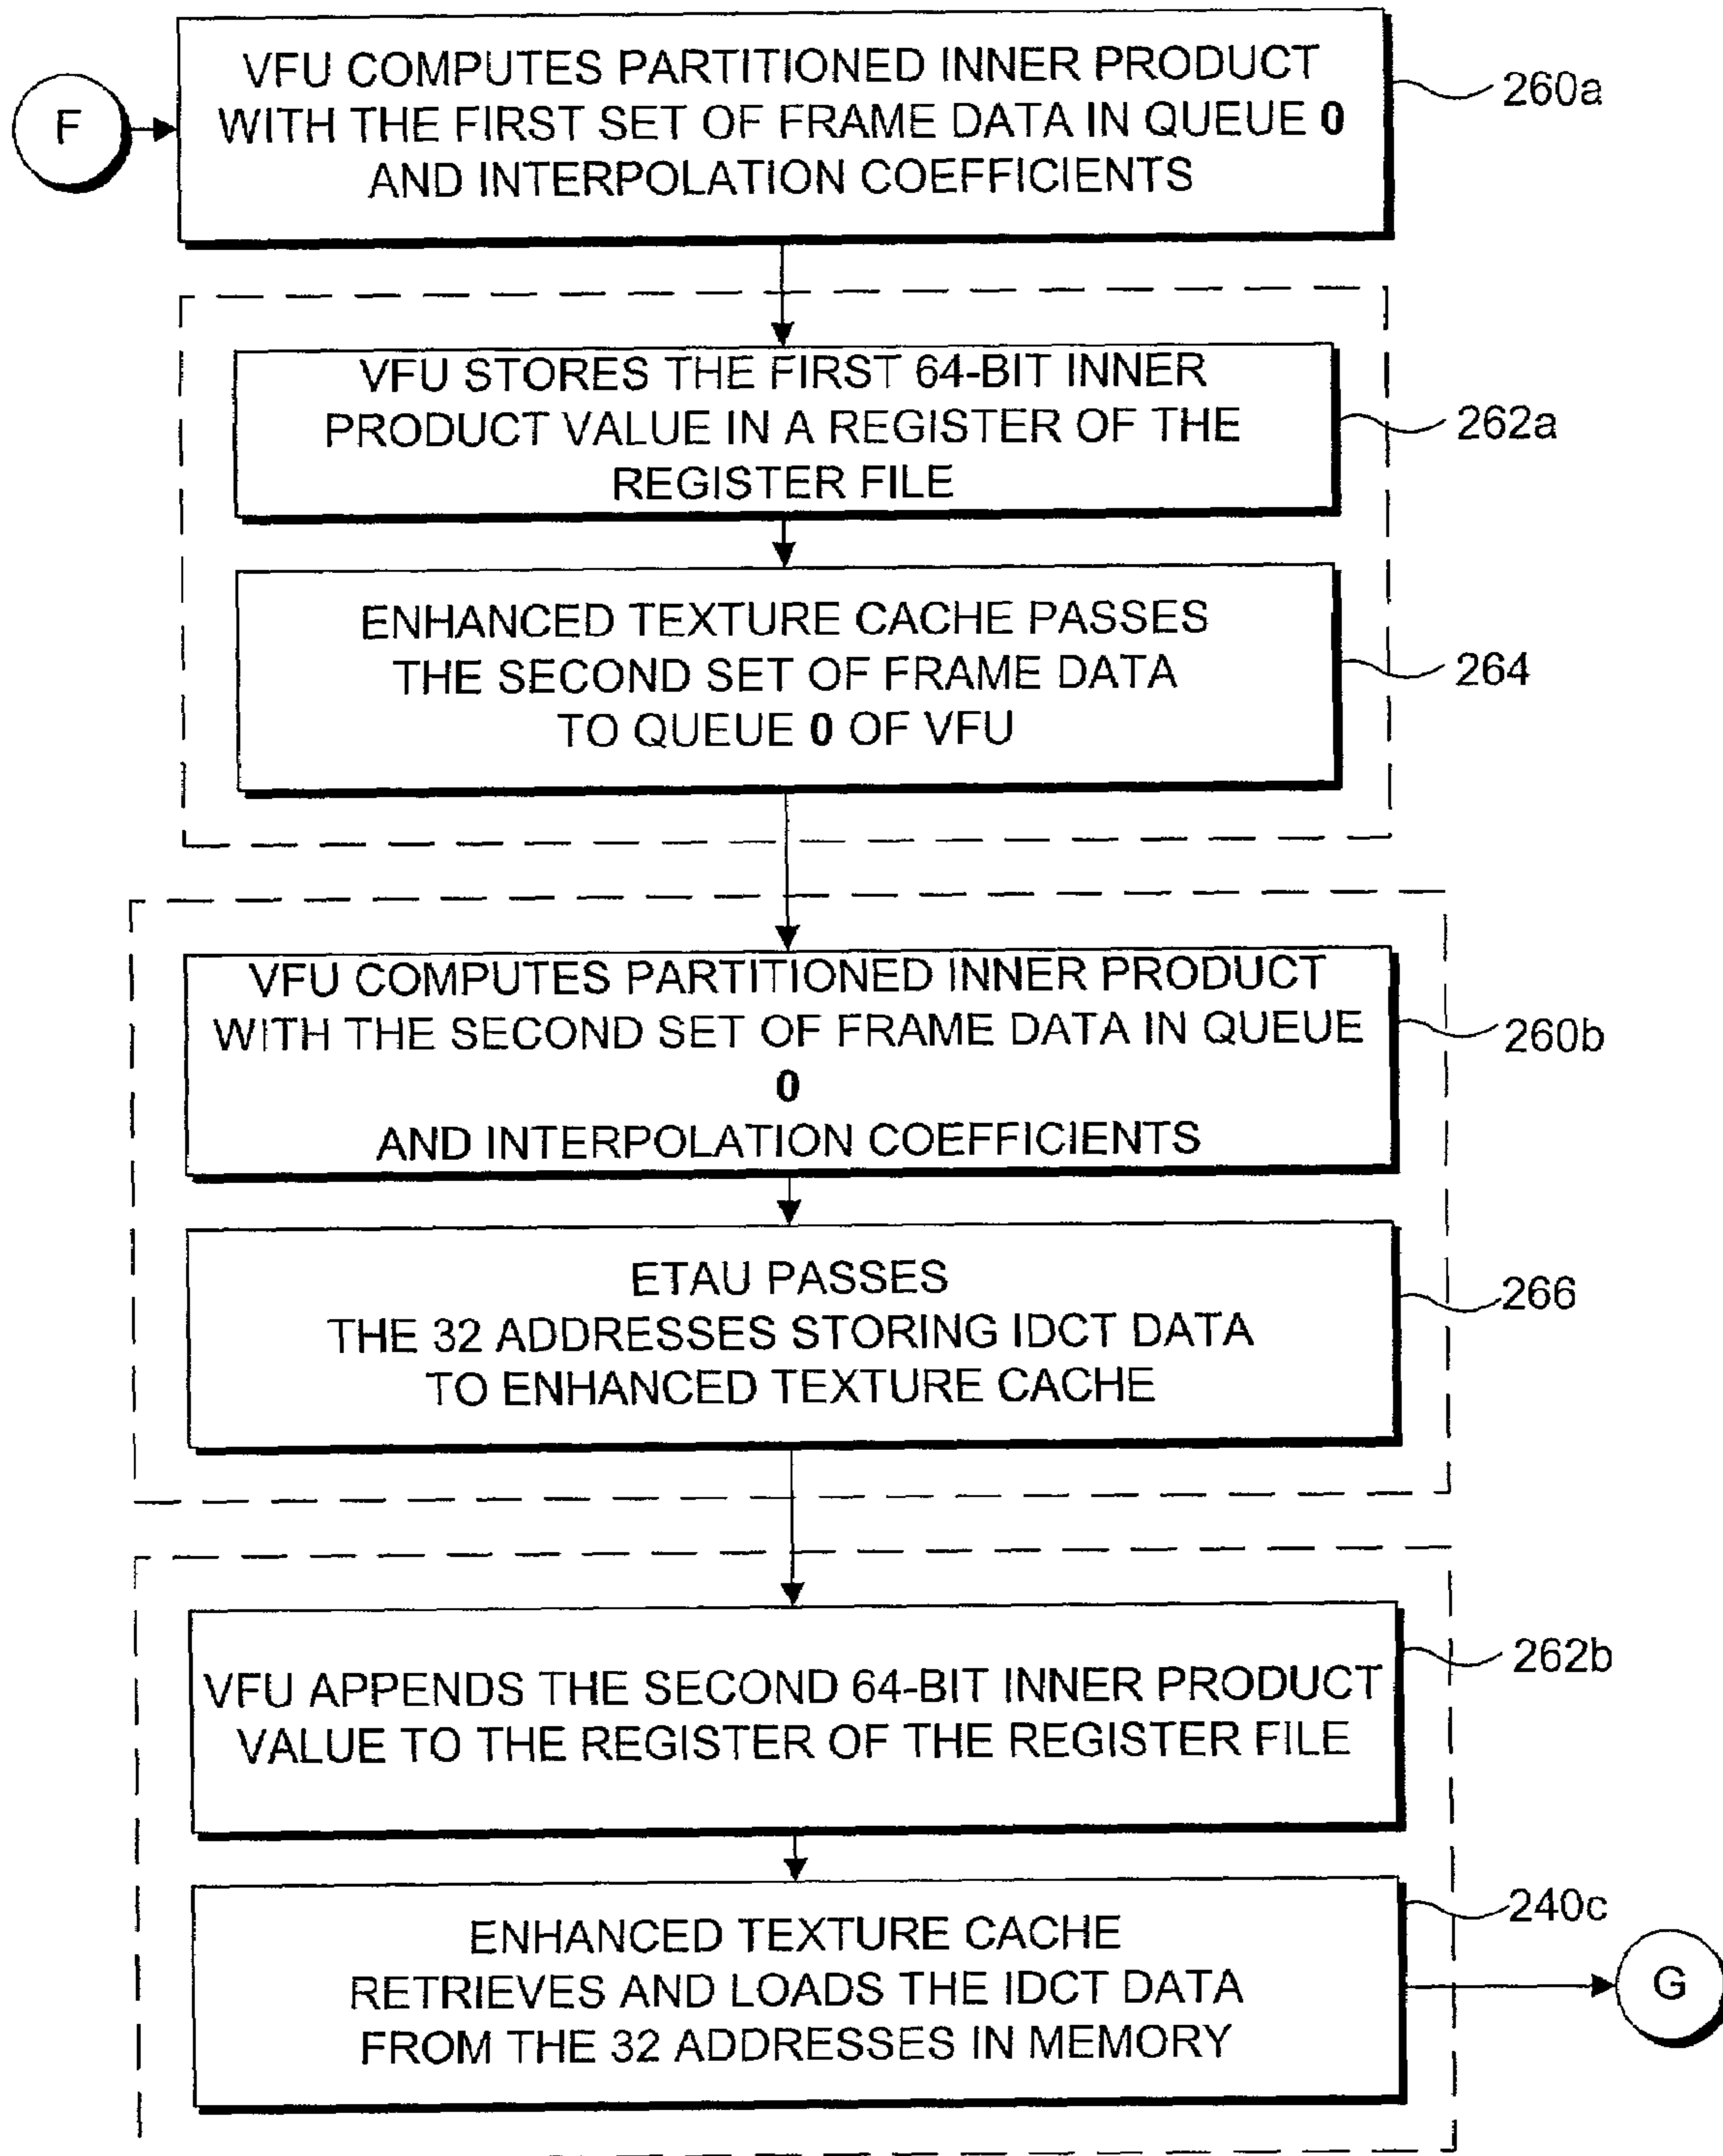 F
VFU COMPUTES PARTITIONED INNER PRODUCT
WITH THE FIRST SET OF FRAME DATA IN QUEUE 0
AND INTERPOLATION COEFFICIENTS
260a
VFU STORES THE FIRST 64-BIT INNER
PRODUCT VALUE IN A REGISTER OF THE
REGISTER FILE
262a
ENHANCED TEXTURE CACHE PASSES
THE SECOND SET OF FRAME DATA
TO QUEUE 0 OF VFU
264
VFU COMPUTES PARTITIONED INNER PRODUCT
WITH THE SECOND SET OF FRAME DATA IN QUEUE
0
AND INTERPOLATION COEFFICIENTS
260b
ETAU PASSES
THE 32 ADDRESSES STORING IDCT DATA
TO ENHANCED TEXTURE CACHE
266
VFU APPENDS THE SECOND 64-BIT INNER PRODUCT
VALUE TO THE REGISTER OF THE REGISTER FILE
262b
ENHANCED TEXTURE CACHE
RETRIEVES AND LOADS THE IDCT DATA
FROM THE 32 ADDRESSES IN MEMORY
240c
G